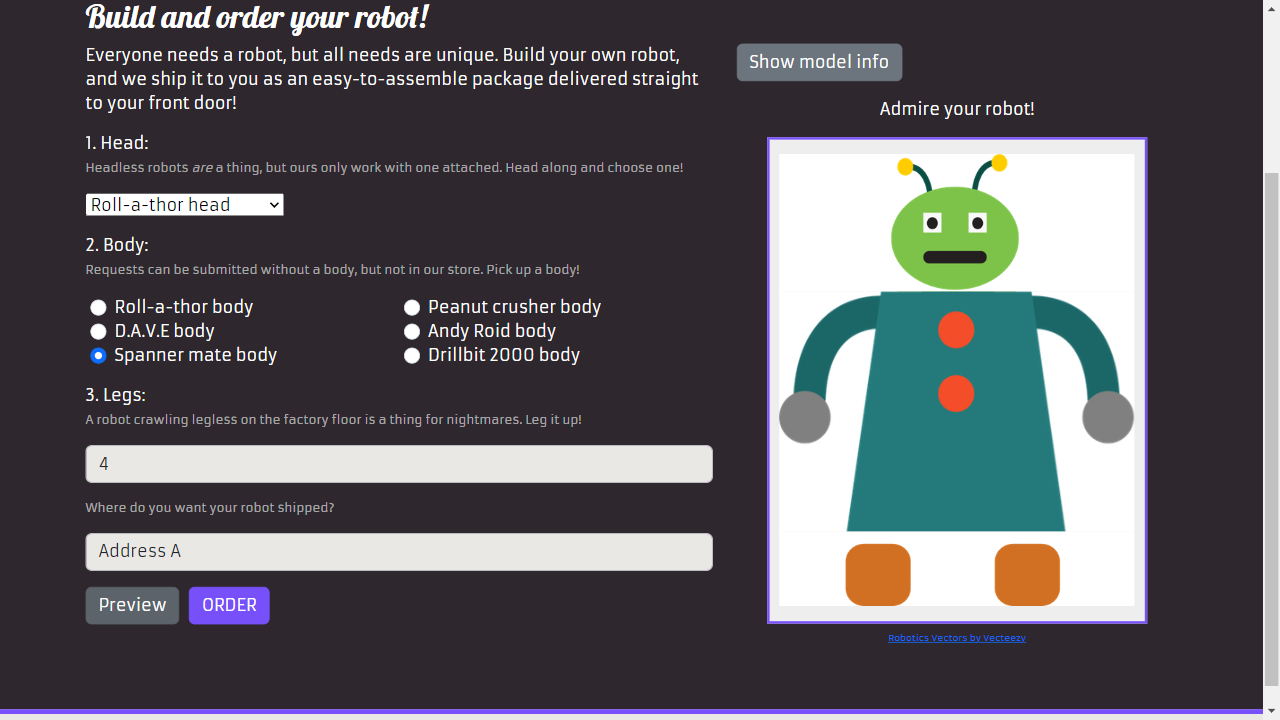 Build and order your robot!
Everyone needs a robot, but all needs are unique. Build your own robot,
and we ship it to you as an easy-to-assemble package delivered straight
to your front door!
1. Head:
Headless robots are a thing, but ours only work with one attached. Head along and choose one!
Roll-a-thor head
2. Body:
Requests can be submitted without a body, but not in our store. Pick up a body!
Roll-a-thor body
Peanut crusher body
D.A.V.E body
Andy Roid body
Spanner mate body
Drillbit 2000 body
3. Legs:
A robot crawling legless on the factory floor is a thing for nightmares. Leg it up!
4
Where do you want your robot shipped?
Address A
Preview
ORDER
Show model info
Admire your robot!
Robotics Vectors by Vecteezy